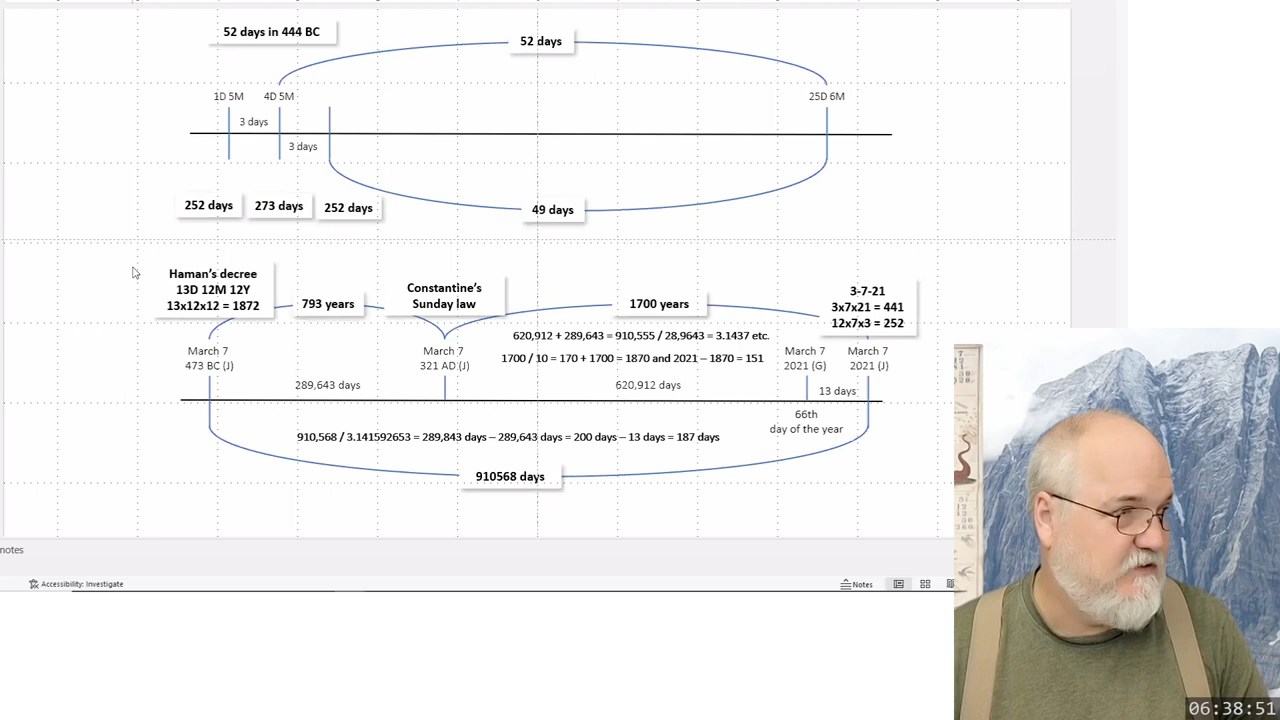 52 days in 444 BC
52 days
1D 5M
4D 5M
25D 6M
3 days
3 days
252 days
273 days
252 days
49 days
Haman's decree
13D 12M 12Y
13x12x12 = 1872
793 years
Constantine's
Sunday law
1700 years
3-7-21
3x7x21 = 441
12x7x3 = 252
620,912 + 289,643 = 910,555 / 28,9643 = 3.1437 etc.
1700 / 10 = 170 + 1700 = 1870 and 2021 – 1870 = 151
March 7
473 BC (J)
March 7
321 AD (J)
March 7
2021 (G)
March 7
2021 (J)
289,643 days
620,912 days
13 days
66th
day of the year
910,568 / 3.141592653 = 289,843 days – 289,643 days = 200 days – 13 days = 187 days
910568 days
notes
Accessibility: Investigate
Notes
06:38:51